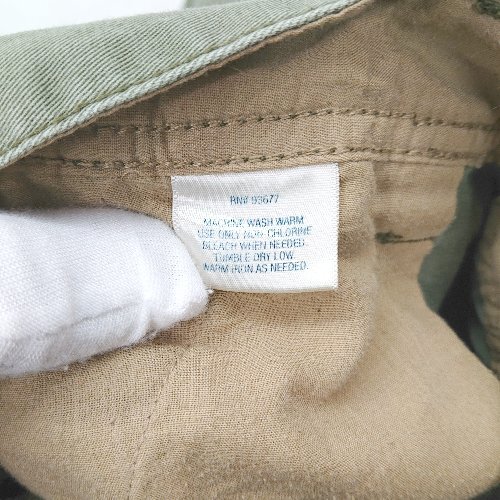 RN# 93677
MACHINE WASH WARM
USE ONLY NON-CHLORINE
BLEACH WHEN NEEDED.
TUMBLE DRY LOW.
WARM IRON AS NEEDED.